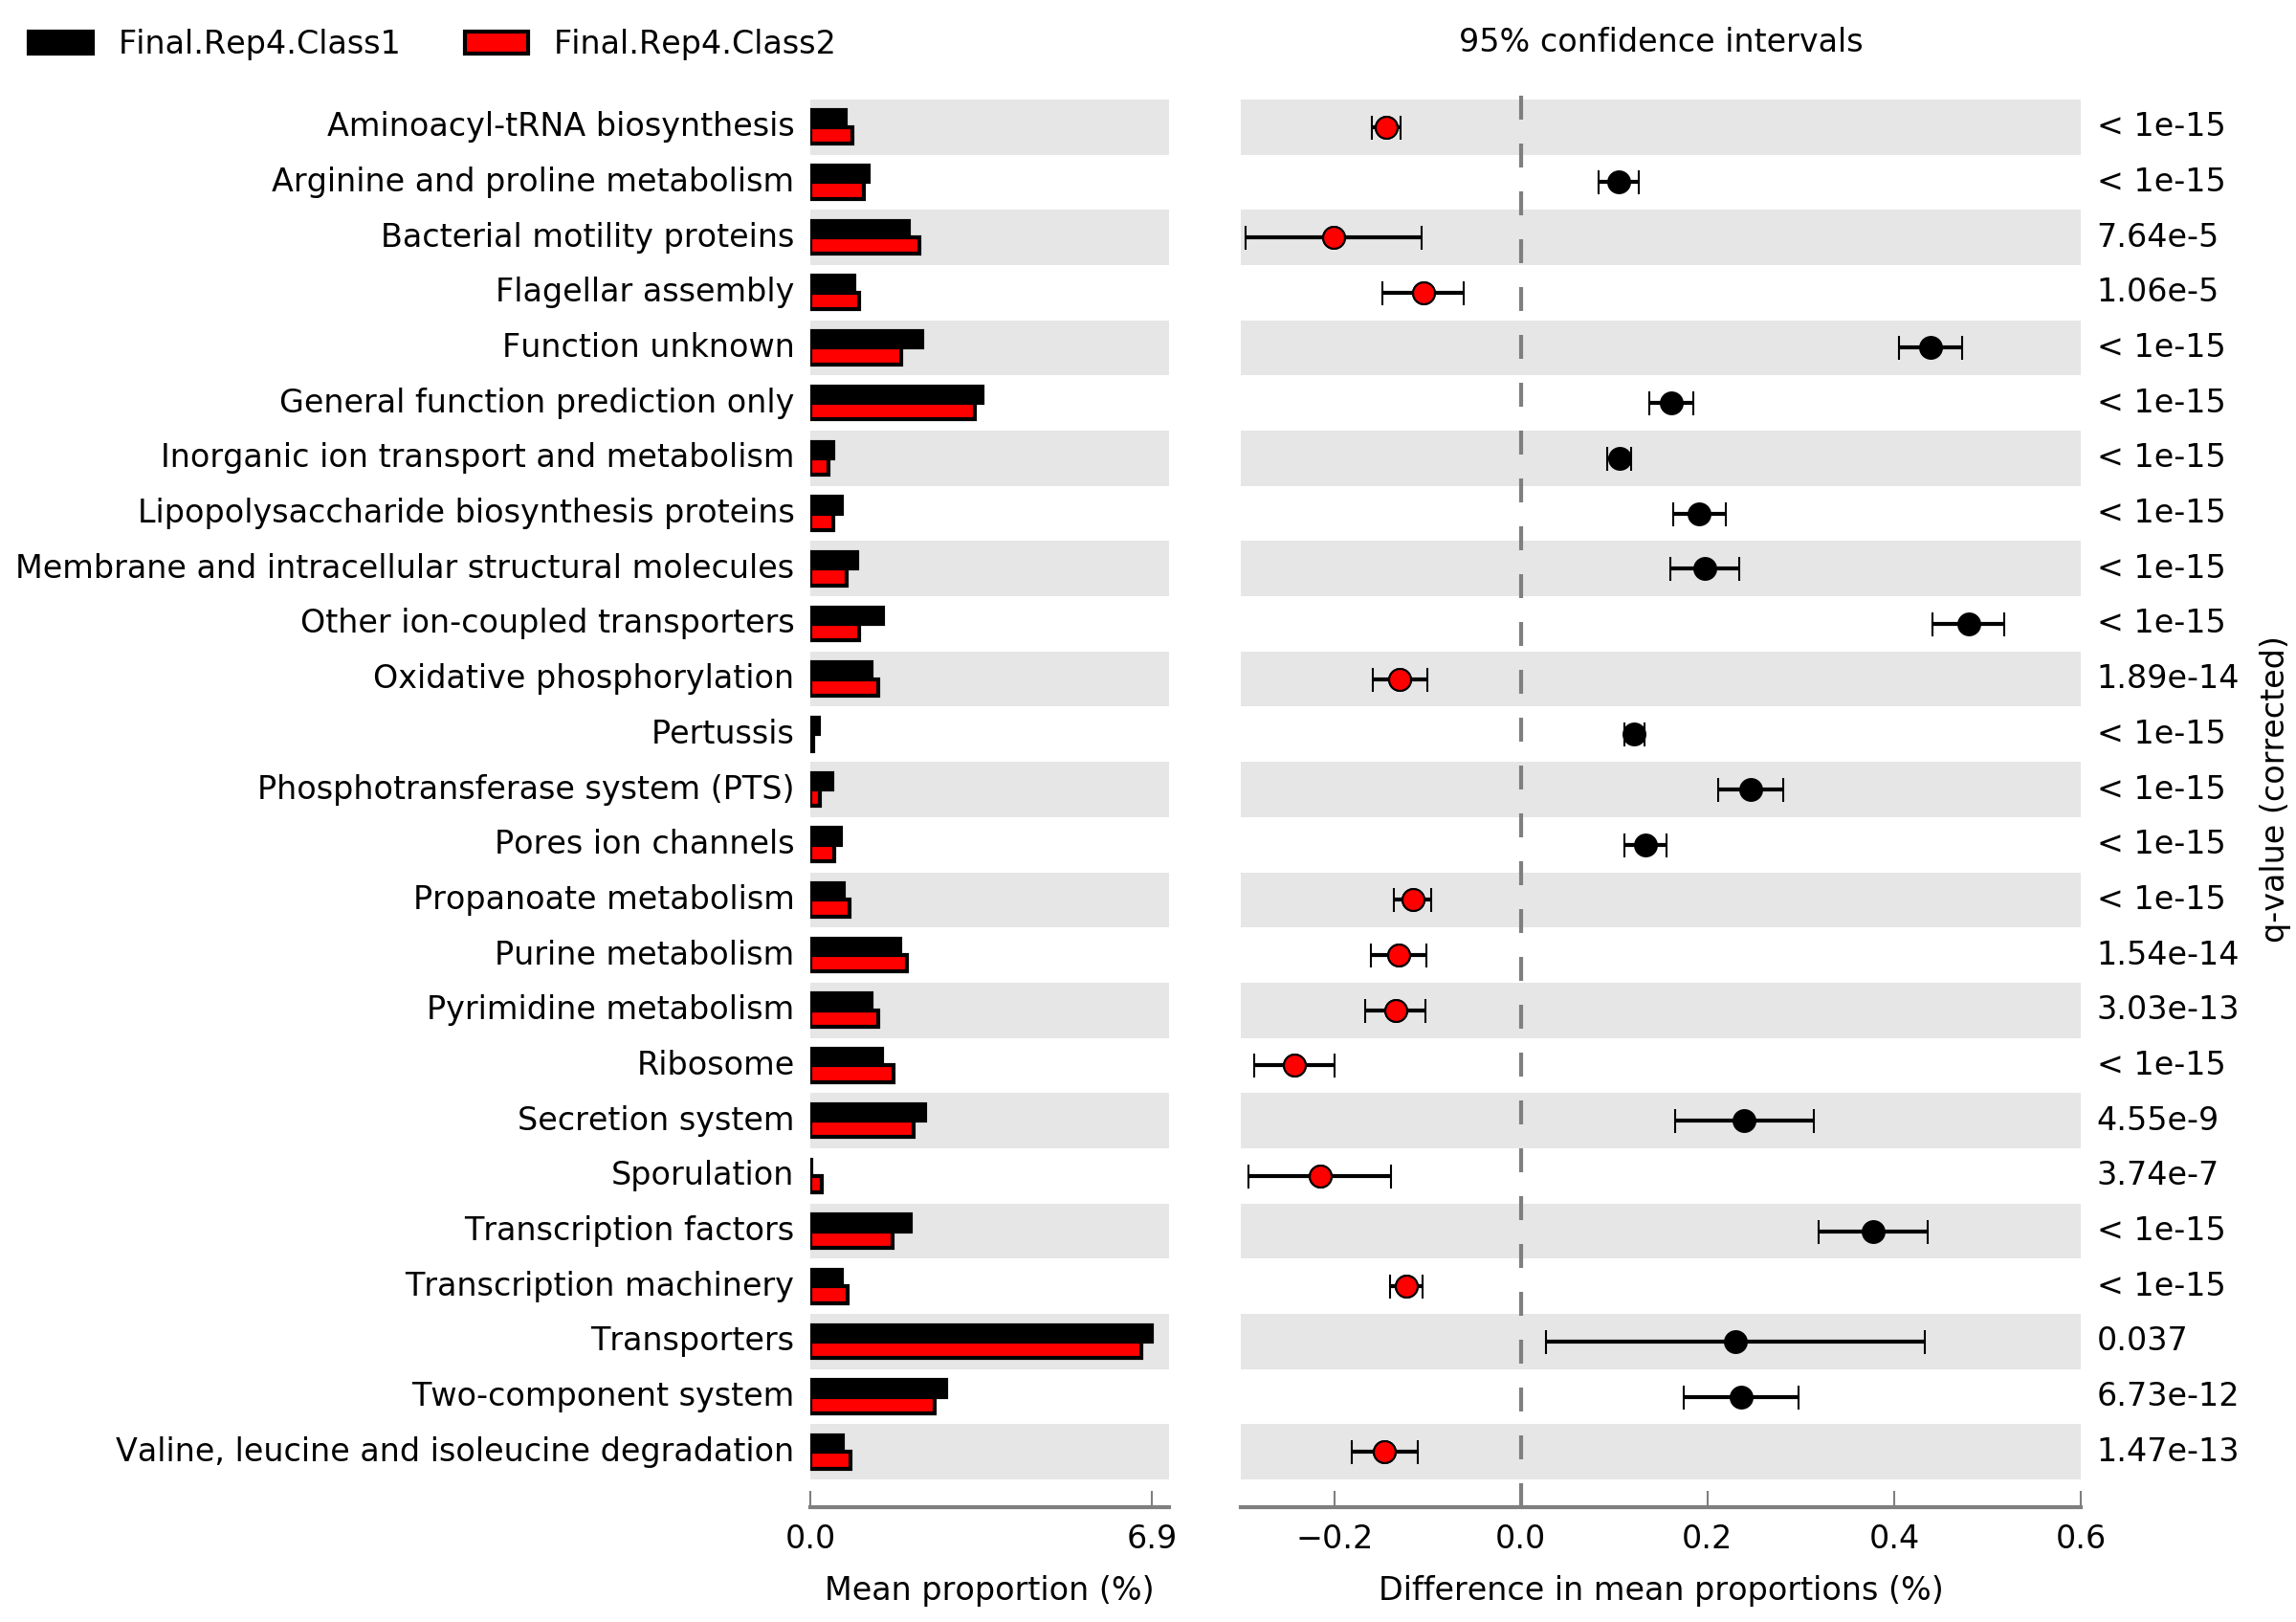 Final.Rep4.Class1 Final.Rep4.Class2 95% confidence intervals
Aminoacyl-tRNA biosynthesis < 1e-15
Arginine and proline metabolism < 1e-15
Bacterial motility proteins 7.64e-5
Flagellar assembly 1.06e-5
Function unknown < 1e-15
General function prediction only < 1e-15
Inorganic ion transport and metabolism < 1e-15
Lipopolysaccharide biosynthesis proteins < 1e-15
Membrane and intracellular structural molecules < 1e-15
Other ion-coupled transporters < 1e-15
Oxidative phosphorylation 1.89e-14
Pertussis < 1e-15
Phosphotransferase system (PTS) < 1e-15
Pores ion channels < 1e-15
Propanoate metabolism < 1e-15
Purine metabolism 1.54e-14
Pyrimidine metabolism 3.03e-13
Ribosome < 1e-15
Secretion system 4.55e-9
Sporulation 3.74e-7
Transcription factors < 1e-15
Transcription machinery < 1e-15
Transporters 0.037
Two-component system 6.73e-12
Valine, leucine and isoleucine degradation 1.47e-13
q-value (corrected)
0.0 6.9 −0.2 0.0 0.2 0.4 0.6
Mean proportion (%) Difference in mean proportions (%)